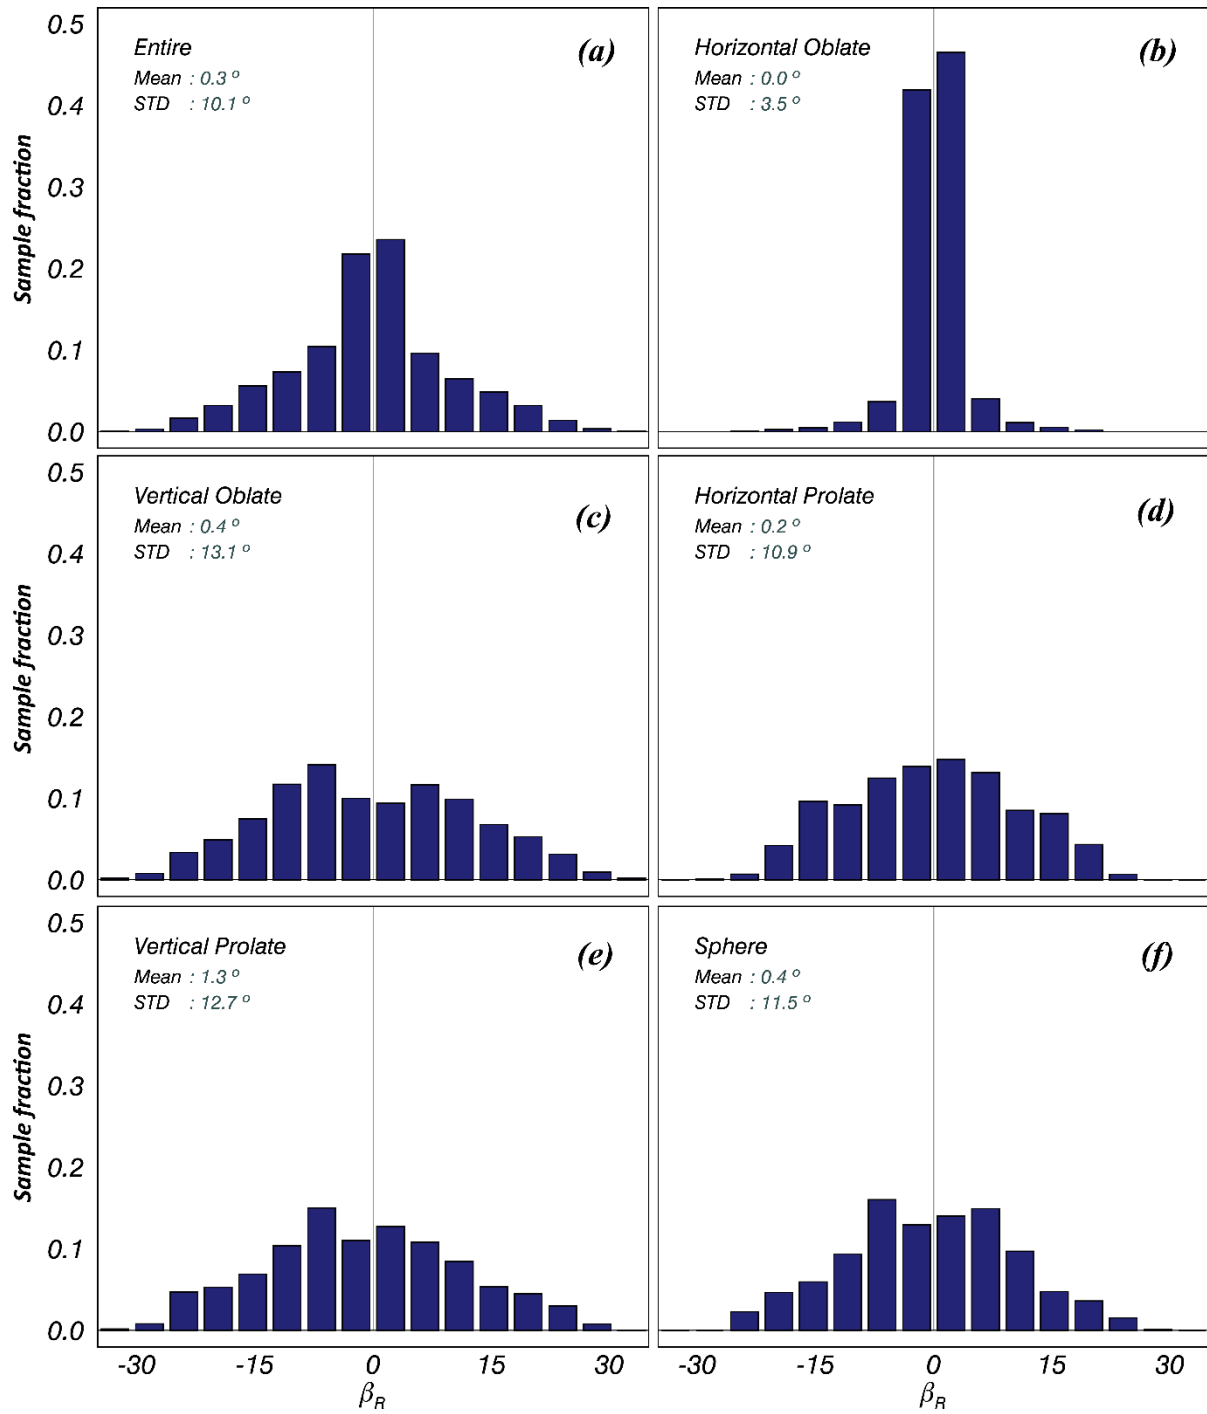 0.5
0.4
0.3
0.2
0.1
0.0
Sample fraction
Entire
Mean : 0.3 º
STD : 10.1 º
(a)
Horizontal Oblate
Mean : 0.0 º
STD : 3.5 º
(b)
0.5
0.4
0.3
0.2
0.1
0.0
Sample fraction
Vertical Oblate
Mean : 0.4 º
STD : 13.1 º
(c)
Horizontal Prolate
Mean : 0.2 º
STD : 10.9 º
(d)
0.5
0.4
0.3
0.2
0.1
0.0
Sample fraction
Vertical Prolate
Mean : 1.3 º
STD : 12.7 º
(e)
Sphere
Mean : 0.4 º
STD : 11.5 º
(f)
-30 -15 0 15 30
β_R
-30 -15 0 15 30
β_R